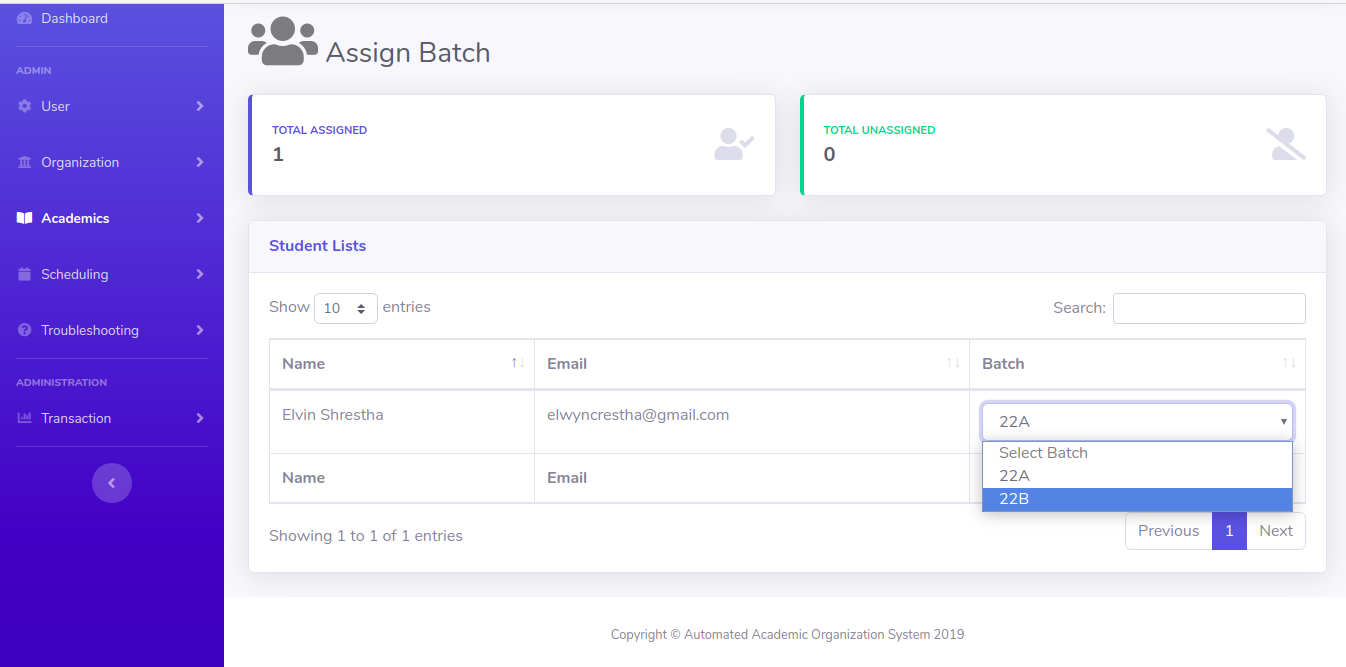 Dashboard
ADMIN
User
Organization
Academics
Scheduling
Troubleshooting
ADMINISTRATION
Transaction
Assign Batch
TOTAL ASSIGNED
1
TOTAL UNASSIGNED
0
Student Lists
Show 10 entries
Search:
Name Email Batch
Elvin Shrestha elwyncrestha@gmail.com 22A
Select Batch
22A
22B
Name Email
Showing 1 to 1 of 1 entries
Previous 1 Next
Copyright © Automated Academic Organization System 2019